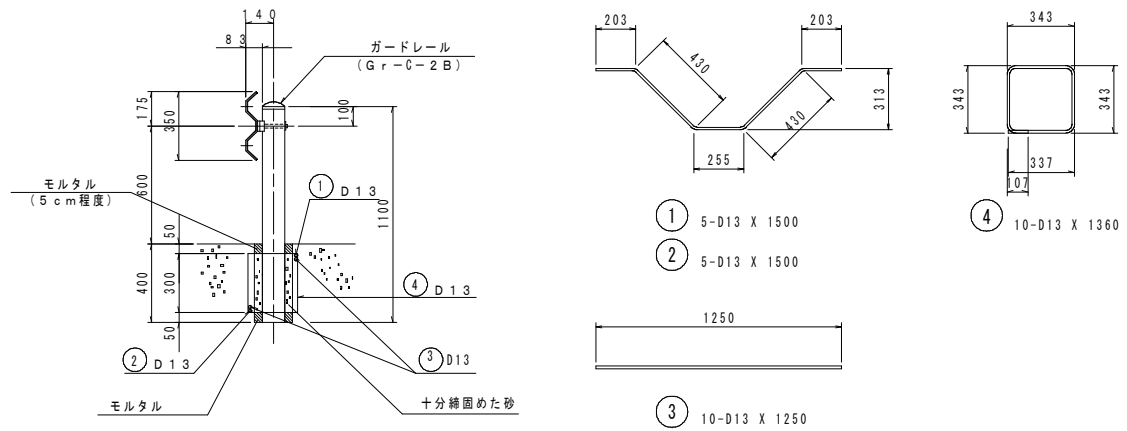 140
83
ガードレール
(Gr-C-2B)
175
350
100
モルタル
(5cm程度)
600
① D13
1100
50
400
300
④ D13
50
② D13
③ D13
モルタル
十分締固めた砂
203
203
430
430
313
255
① 5-D13 X 1500
② 5-D13 X 1500
343
343
343
337
107
④ 10-D13 X 1360
1250
③ 10-D13 X 1250